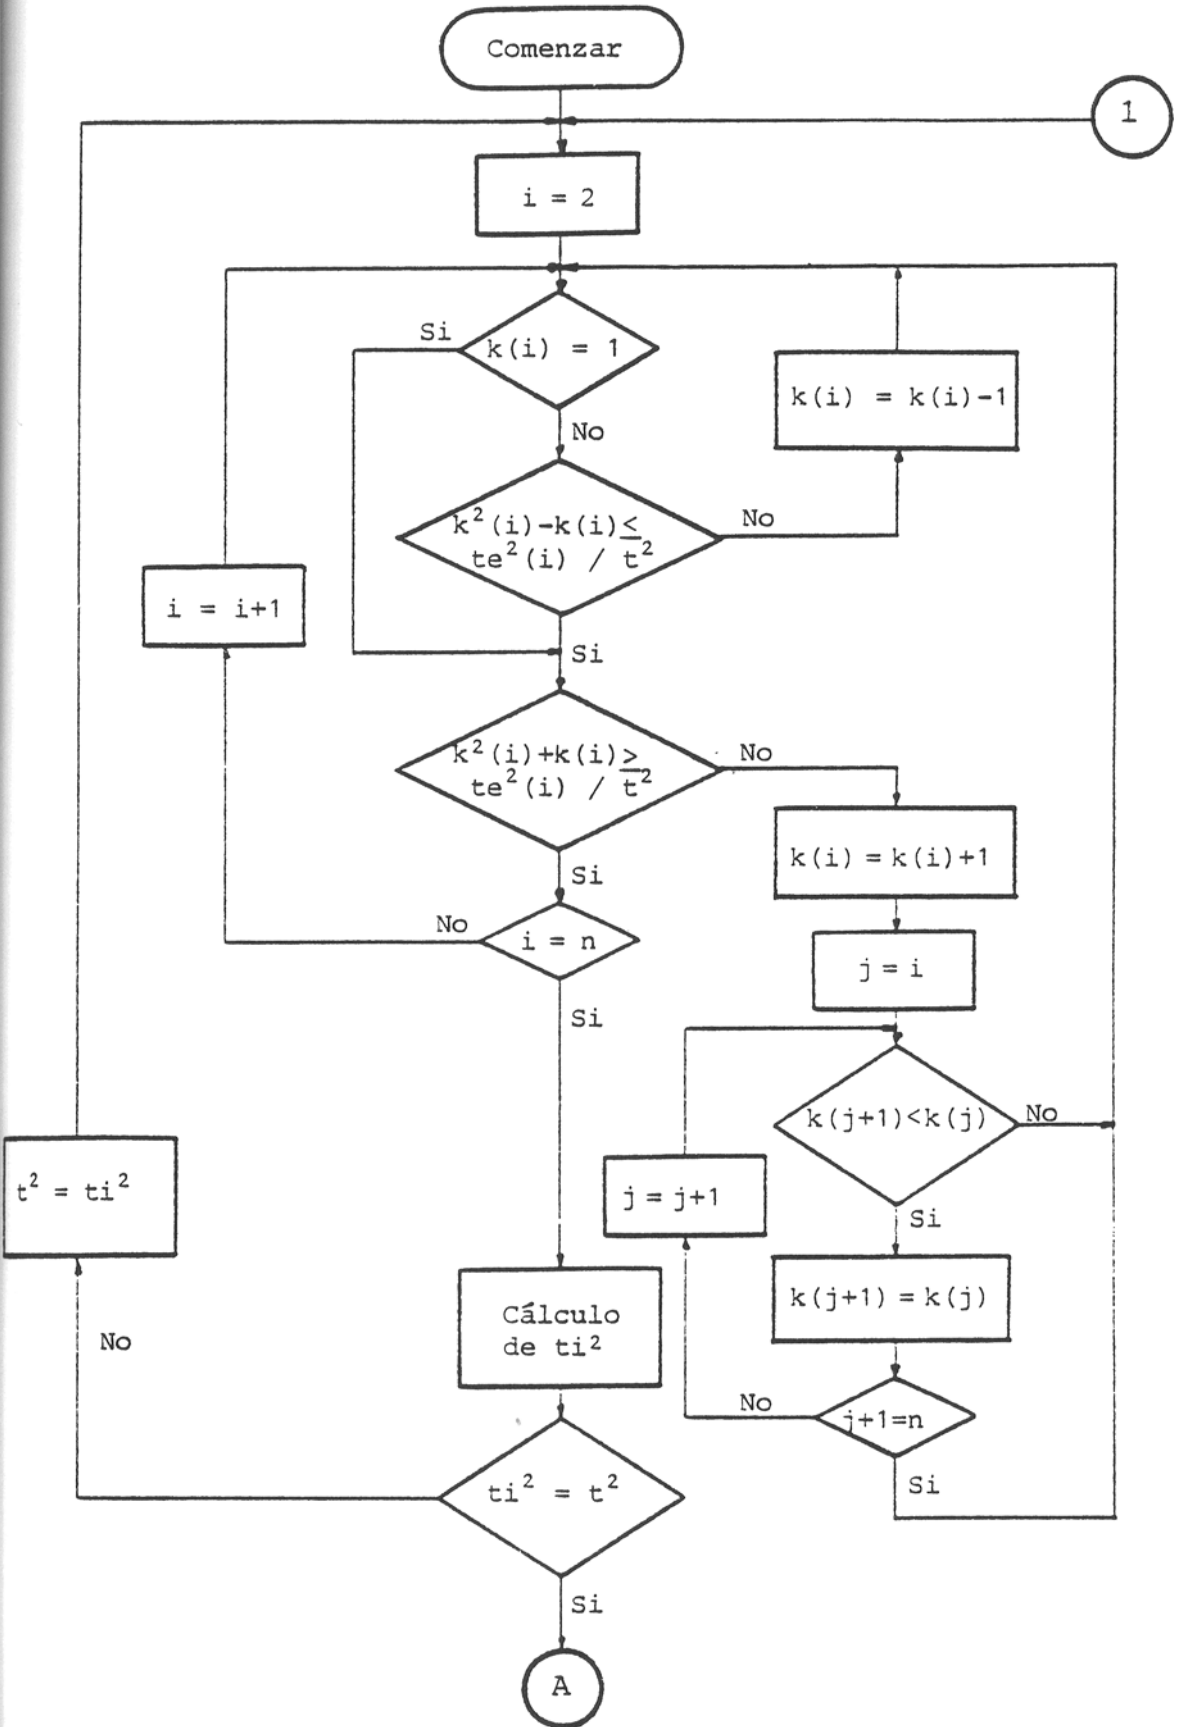 Comenzar
1
i = 2
Si
k(i) = 1
k(i) = k(i)-1
No
k²(i)-k(i)≤
te²(i) / t²
No
i = i+1
Si
k²(i)+k(i)≥
te²(i) / t²
No
k(i) = k(i)+1
Si
No
i = n
j = i
Si
k(j+1)<k(j)
No
t² = ti²
j = j+1
Si
k(j+1) = k(j)
Cálculo
de ti²
No
No
j+1=n
Si
ti² = t²
Si
A